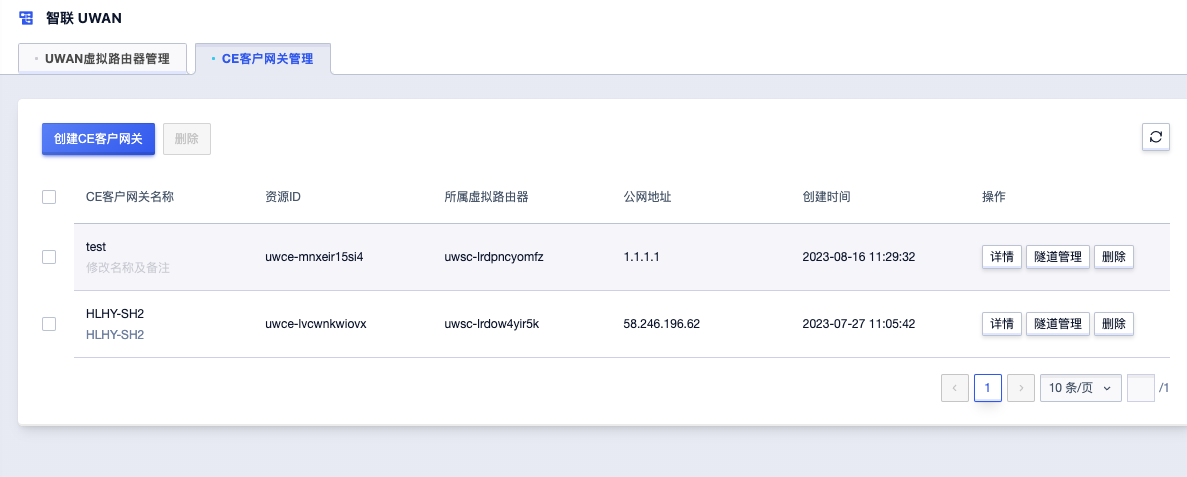 智联 UWAN
UWAN虚拟路由器管理
CE客户网关管理
创建CE客户网关 删除
CE客户网关名称 资源ID 所属虚拟路由器 公网地址 创建时间 操作
test
修改名称及备注
uwce-mnxeir15si4 uwsc-lrdpncyomfz 1.1.1.1 2023-08-16 11:29:32 详情 隧道管理 删除
HLHY-SH2
HLHY-SH2
uwce-lvcwnkwiovx uwsc-lrdow4yir5k 58.246.196.62 2023-07-27 11:05:42 详情 隧道管理 删除
1 10 条/页 /1